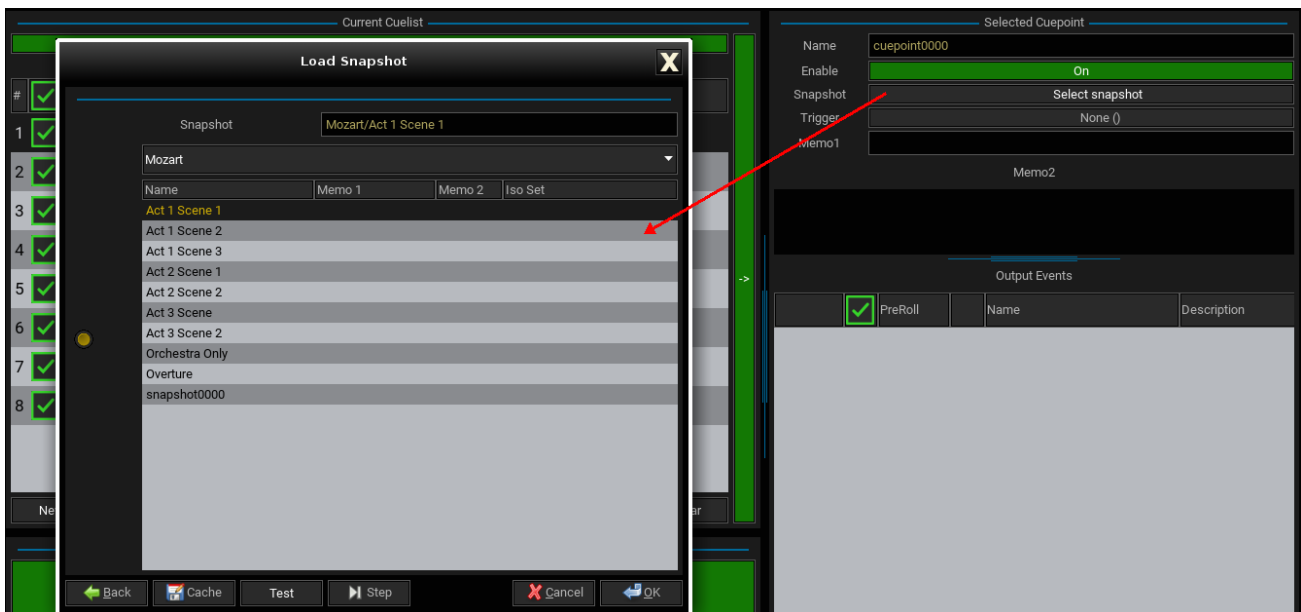 Current Cuelist
Load Snapshot
X
#
1
2
3
4
5
6
7
8
->
Snapshot
Mozart/Act 1 Scene 1
Mozart
Name Memo 1 Memo 2 Iso Set
Act 1 Scene 1
Act 1 Scene 2
Act 1 Scene 3
Act 2 Scene 1
Act 2 Scene 2
Act 3 Scene
Act 3 Scene 2
Orchestra Only
Overture
snapshot0000
Back Cache Test Step Cancel OK
Selected Cuepoint
Name cuepoint0000
Enable On
Snapshot Select snapshot
Trigger None ()
Memo1
Memo2
Output Events
PreRoll Name Description